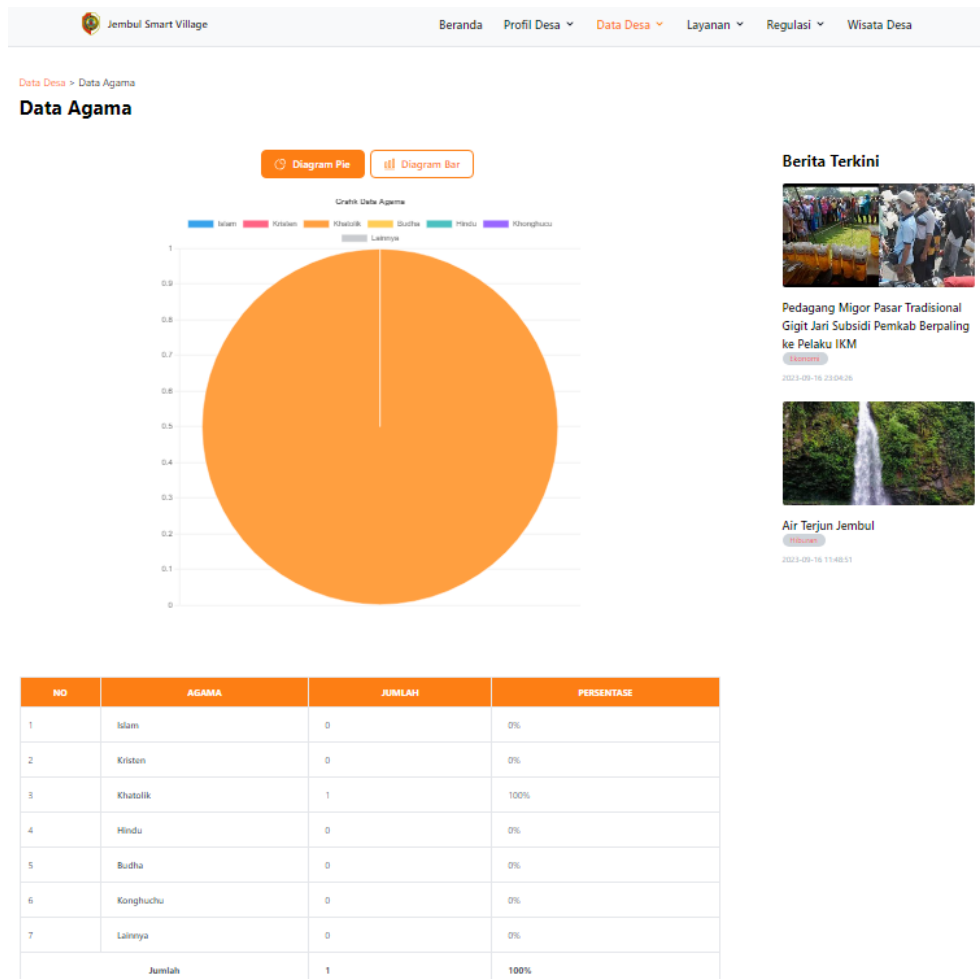 Jembul Smart Village
Beranda Profil Desa Data Desa Layanan Regulasi Wisata Desa
Data Desa > Data Agama
Data Agama
Diagram Pie Diagram Bar
Grafik Data Agama
Islam Kristen Khatolik Budha Hindu Khonghucu
Lainnya
1
0.9
0.8
0.7
0.6
0.5
0.4
0.3
0.2
0.1
0
Berita Terkini
Pedagang Migor Pasar Tradisional
Gigit Jari Subsidi Pemkab Berpaling
ke Pelaku IKM
Ekonomi
2023-09-16 23:04:26
Air Terjun Jembul
Hiburan
2023-09-16 11:48:51
NO AGAMA JUMLAH PERSENTASE
1 Islam 0 0%
2 Kristen 0 0%
3 Khatolik 1 100%
4 Hindu 0 0%
5 Budha 0 0%
6 Konghuchu 0 0%
7 Lainnya 0 0%
Jumlah 1 100%